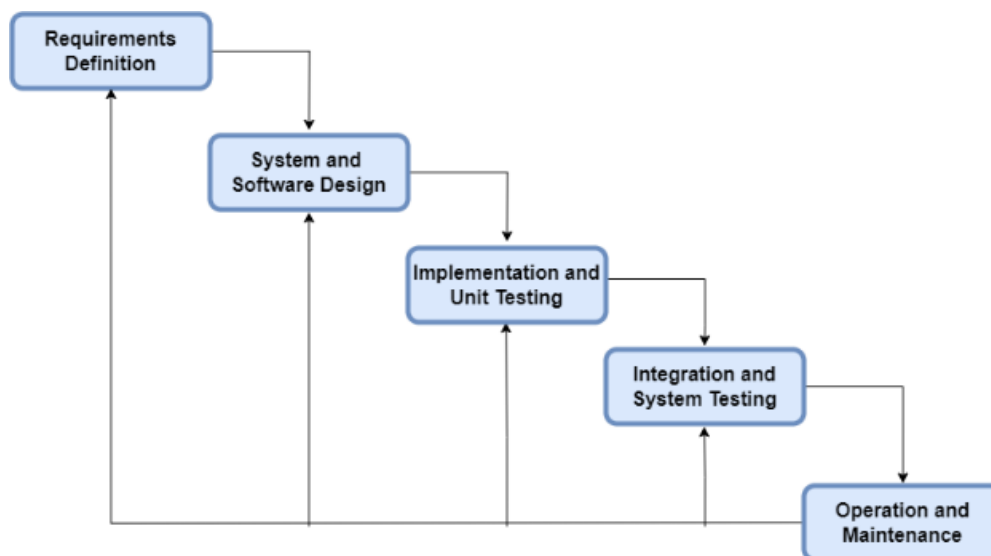 Requirements
Definition
System and
Software Design
Implementation and
Unit Testing
Integration and
System Testing
Operation and
Maintenance